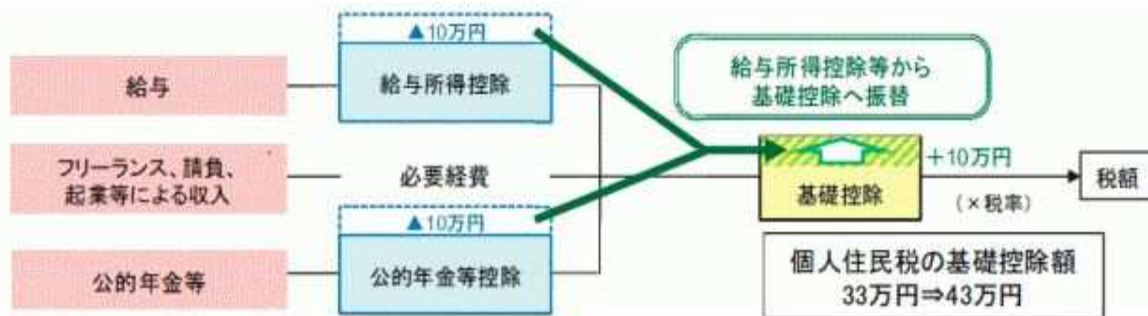 ▲10万円
給与
給与所得控除
給与所得控除等から
基礎控除へ振替
フリーランス、請負、
起業等による収入
必要経費
基礎控除
+10万円
(×税率)
税額
▲10万円
公的年金等
公的年金等控除
個人住民税の基礎控除額
33万円⇒43万円